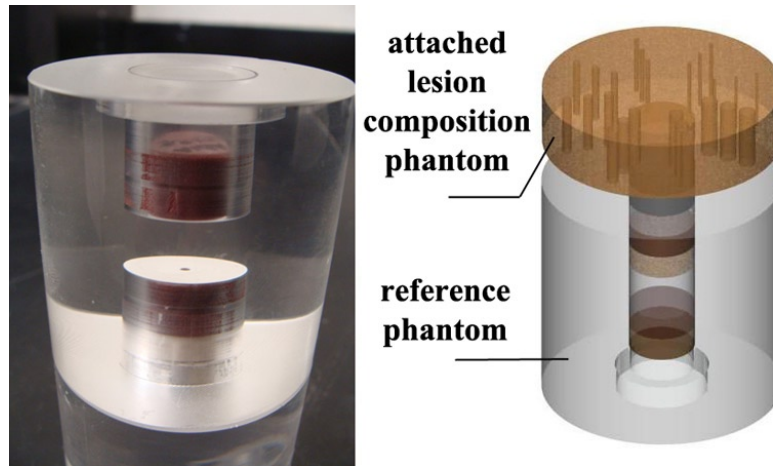 attached
lesion
composition
phantom
reference
phantom